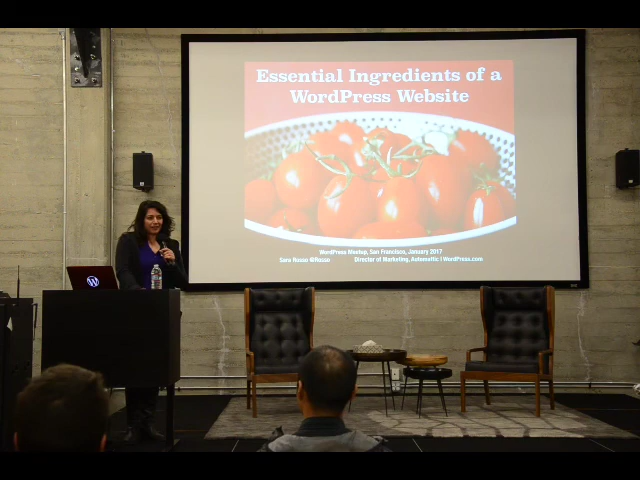 Essential Ingredients of a
WordPress Website
WordPress Meetup, San Francisco, January 2017
Sara Rosso @Rosso Director of Marketing, Automattic | WordPress.com